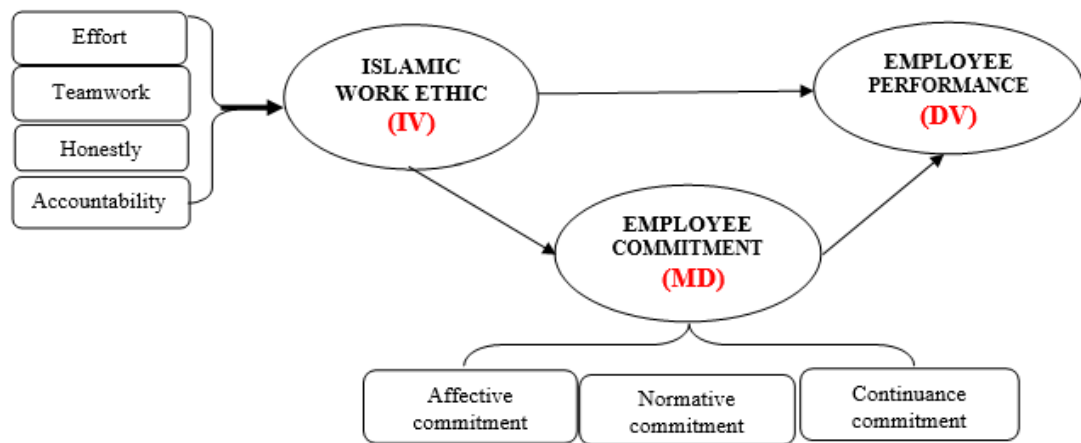 Effort
Teamwork
Honestly
Accountability
ISLAMIC
WORK ETHIC
(IV)
EMPLOYEE
PERFORMANCE
(DV)
EMPLOYEE
COMMITMENT
(MD)
Affective
commitment
Normative
commitment
Continuance
commitment